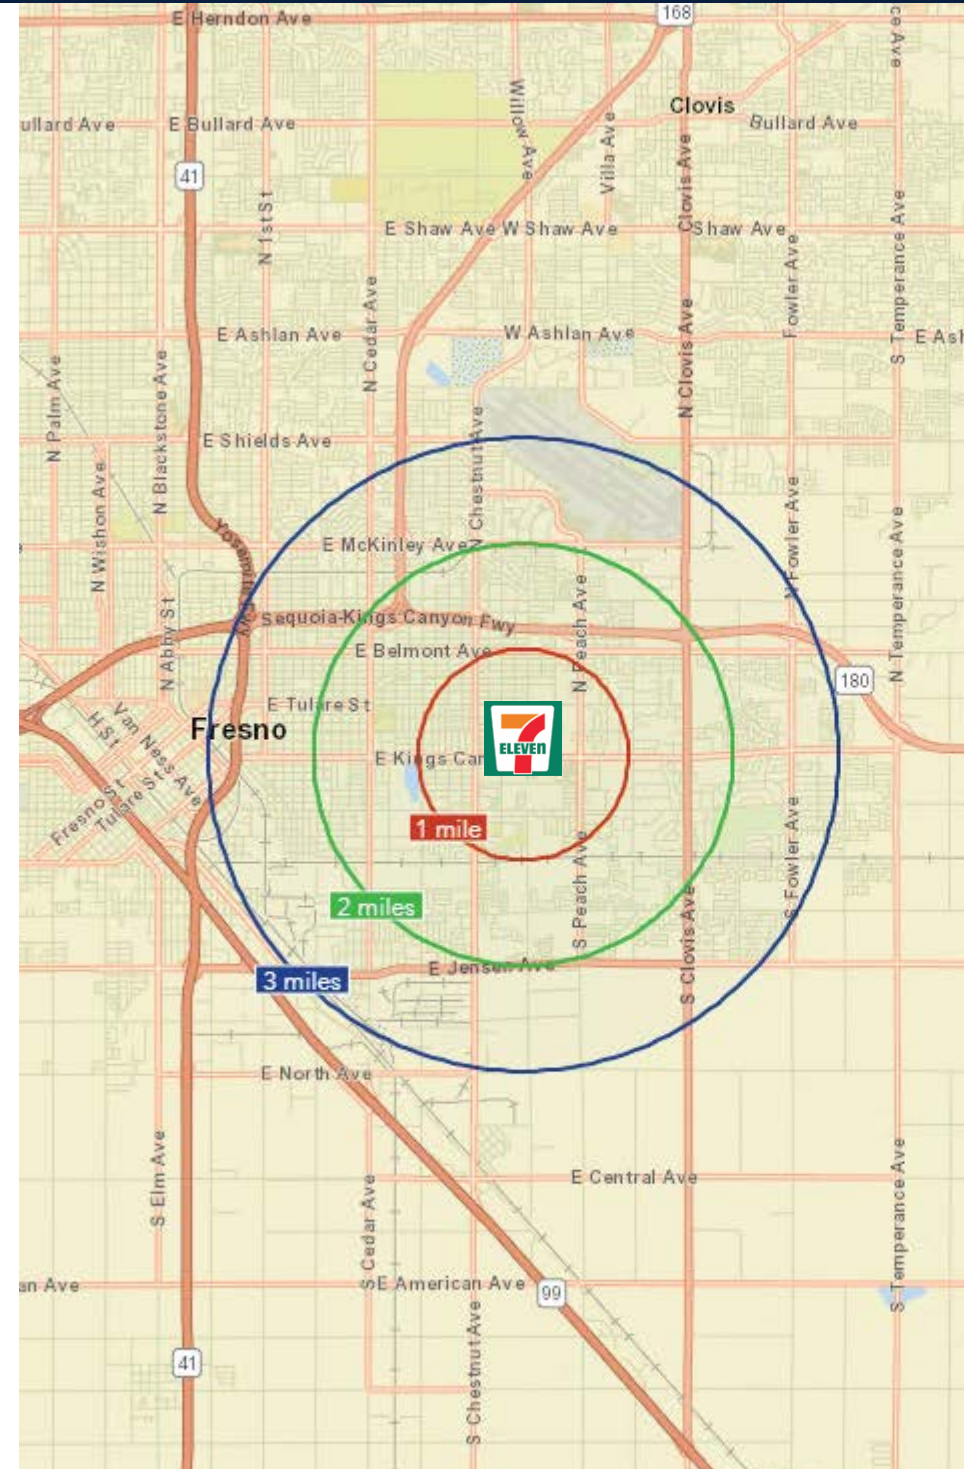 168
E Herndon Ave
ce Ave
Clovis
ullard Ave
E Bullard Ave
Bullard Ave
Willow Ave
Villa Ave
Clovis Ave
41
N 1st St
E Shaw Ave
W Shaw Ave
Shaw Ave
Fowler Ave
S Temperance Ave
E Ashlan Ave
W Ashlan Ave
E Ash
N Cedar Ave
N Clovis Ave
N Palm Ave
N Blackstone Ave
E Shields Ave
N Chestnut Ave
N Wishon Ave
Yosemite Fwy
E McKinley Ave
N Fowler Ave
N Temperance Ave
N Abby St
Sequoia-Kings Canyon Fwy
N Peach Ave
E Belmont Ave
180
E Tulare St
Fresno
Van Ness Ave
H St
7
ELEVEN
E Kings Can
Fresno St
Tulare St
1 mile
S Peach Ave
S Fowler Ave
2 miles
S Clovis Ave
E Jensen Ave
3 miles
E North Ave
S Elm Ave
E Central Ave
S Cedar Ave
S Temperance Ave
an Ave
E American Ave
99
S Chestnut Ave
41